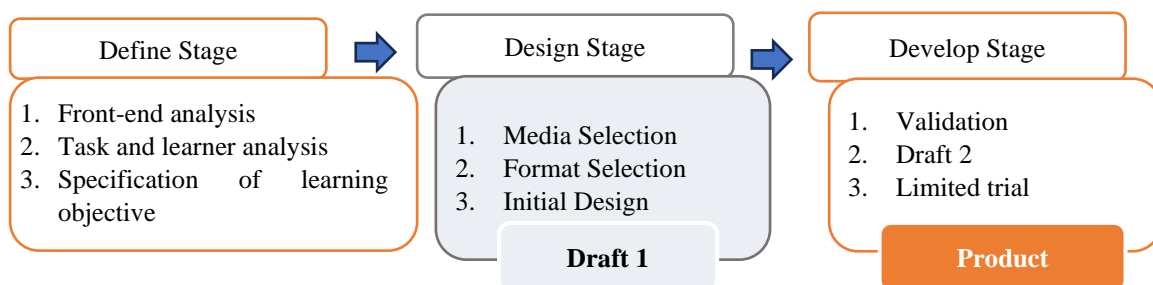 Define Stage
1. Front-end analysis
2. Task and learner analysis
3. Specification of learning
objective
Design Stage
1. Media Selection
2. Format Selection
3. Initial Design
Draft 1
Develop Stage
1. Validation
2. Draft 2
3. Limited trial
Product